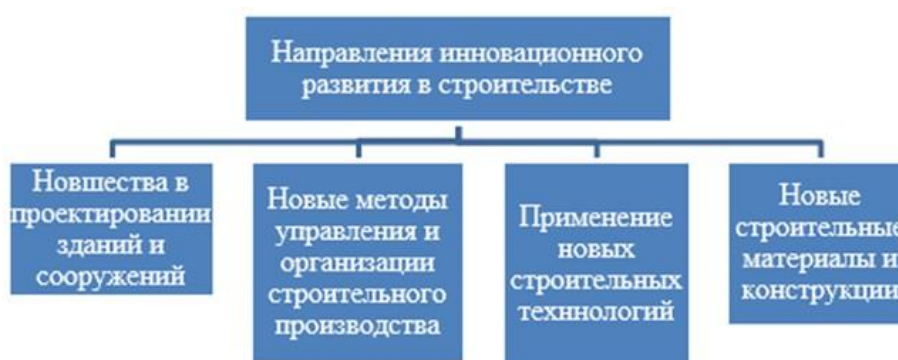 Направления инновационного
развития в строительстве
Новшества в
проектировании
зданий и
сооружений
Новые методы
управления и
организации
строительного
производства
Применение
новых
строительных
техннологий
Новые
строительные
материалы и
конструкции